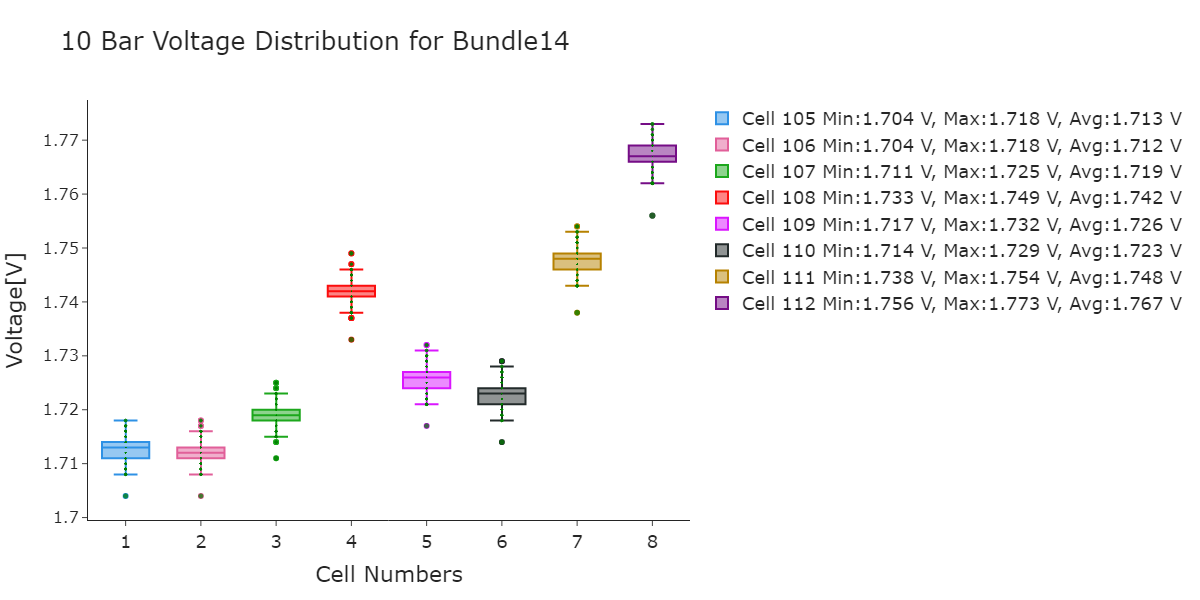 10 Bar Voltage Distribution for Bundle14
Voltage[V]
1.77
1.76
1.75
1.74
1.73
1.72
1.71
1.7
1 2 3 4 5 6 7 8
Cell Numbers
Cell 105 Min:1.704 V, Max:1.718 V, Avg:1.713 V
Cell 106 Min:1.704 V, Max:1.718 V, Avg:1.712 V
Cell 107 Min:1.711 V, Max:1.725 V, Avg:1.719 V
Cell 108 Min:1.733 V, Max:1.749 V, Avg:1.742 V
Cell 109 Min:1.717 V, Max:1.732 V, Avg:1.726 V
Cell 110 Min:1.714 V, Max:1.729 V, Avg:1.723 V
Cell 111 Min:1.738 V, Max:1.754 V, Avg:1.748 V
Cell 112 Min:1.756 V, Max:1.773 V, Avg:1.767 V